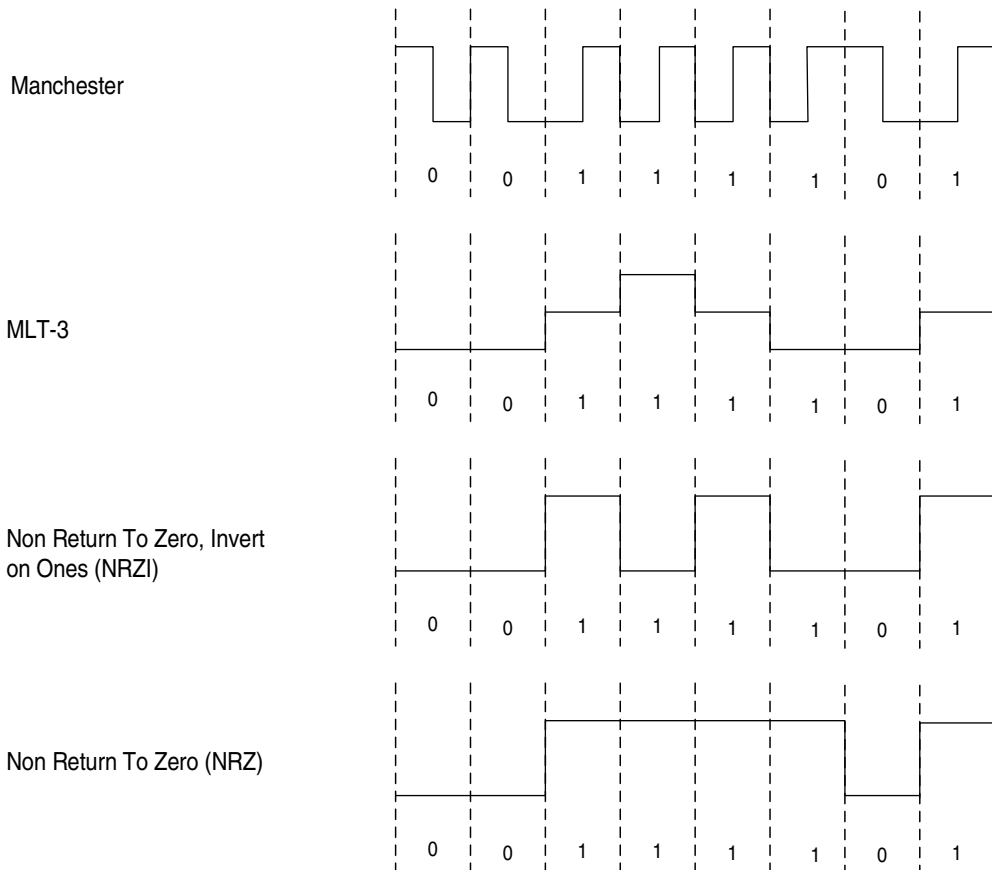 Manchester
0 0 1 1 1 1 0 1
MLT-3
0 0 1 1 1 1 0 1
Non Return To Zero, Invert
on Ones (NRZI)
0 0 1 1 1 1 0 1
Non Return To Zero (NRZ)
0 0 1 1 1 1 0 1